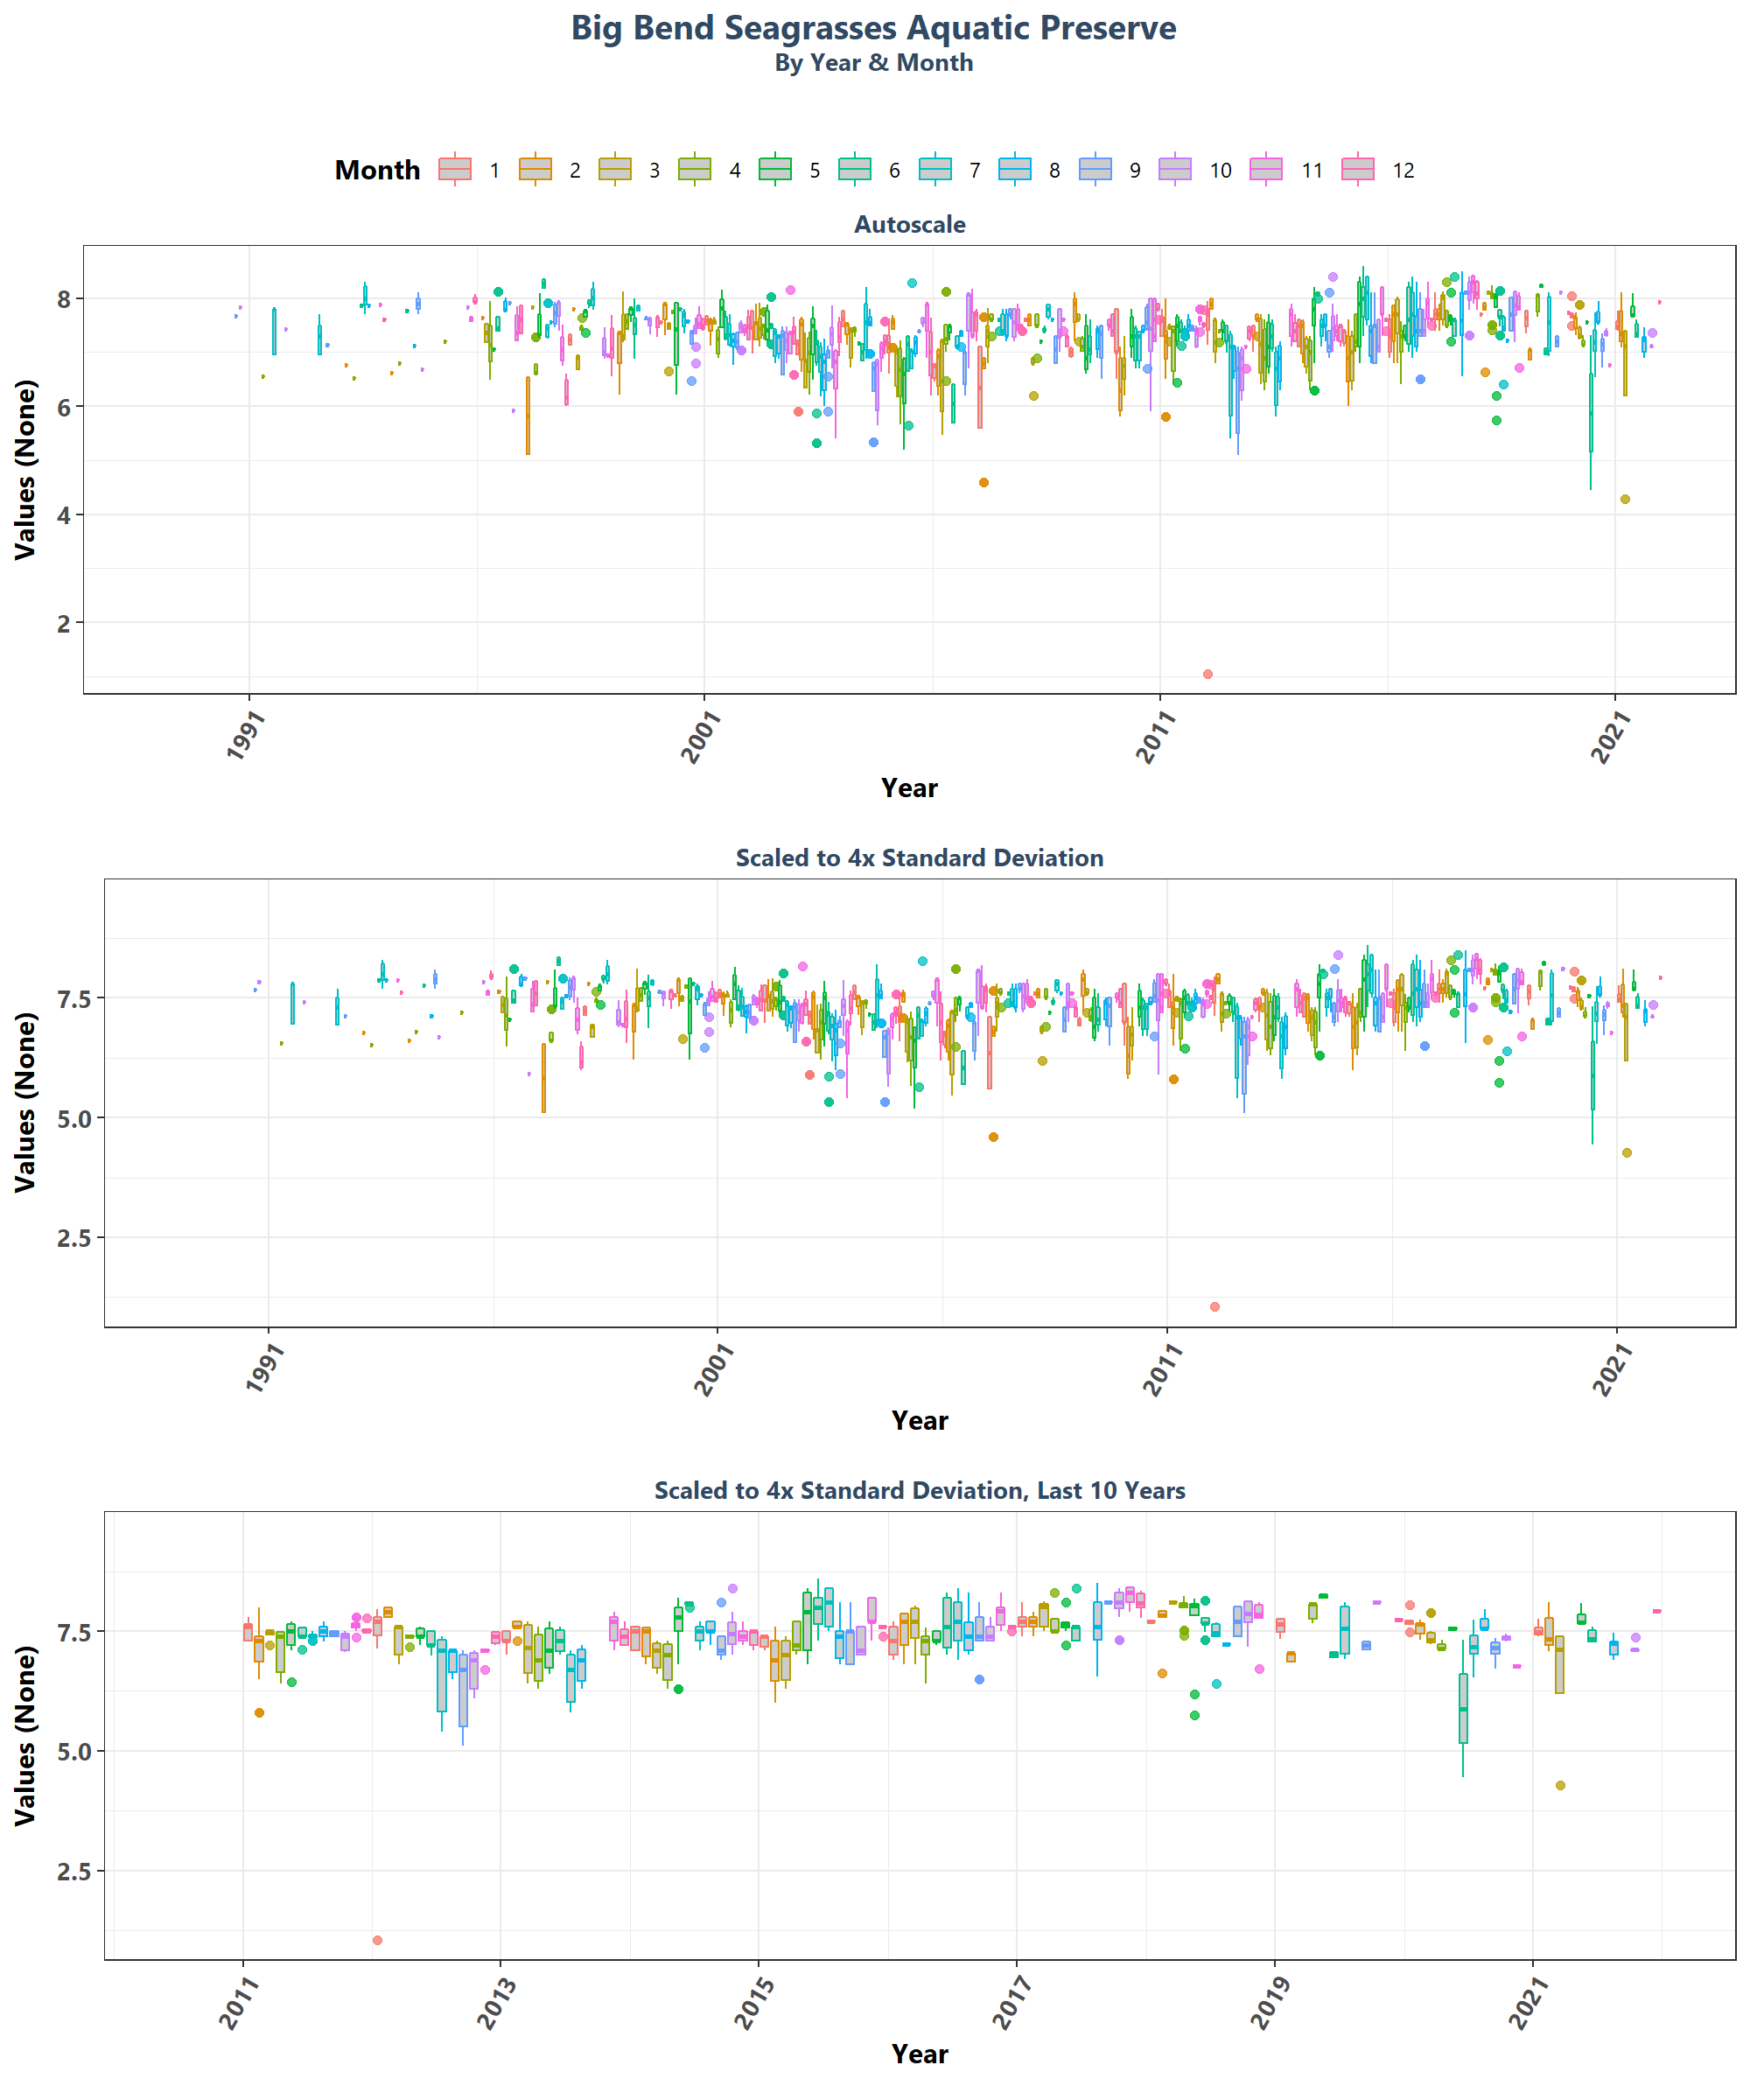 Big Bend Seagrasses Aquatic Preserve
By Year & Month
Month 1 2 3 4 5 6 7 8 9 10 11 12
Autoscale
Values (None)
8
6
4
2
1991 2001 2011 2021
Year
Scaled to 4x Standard Deviation
Values (None)
7.5
5.0
2.5
1991 2001 2011 2021
Year
Scaled to 4x Standard Deviation, Last 10 Years
Values (None)
7.5
5.0
2.5
2011 2013 2015 2017 2019 2021
Year